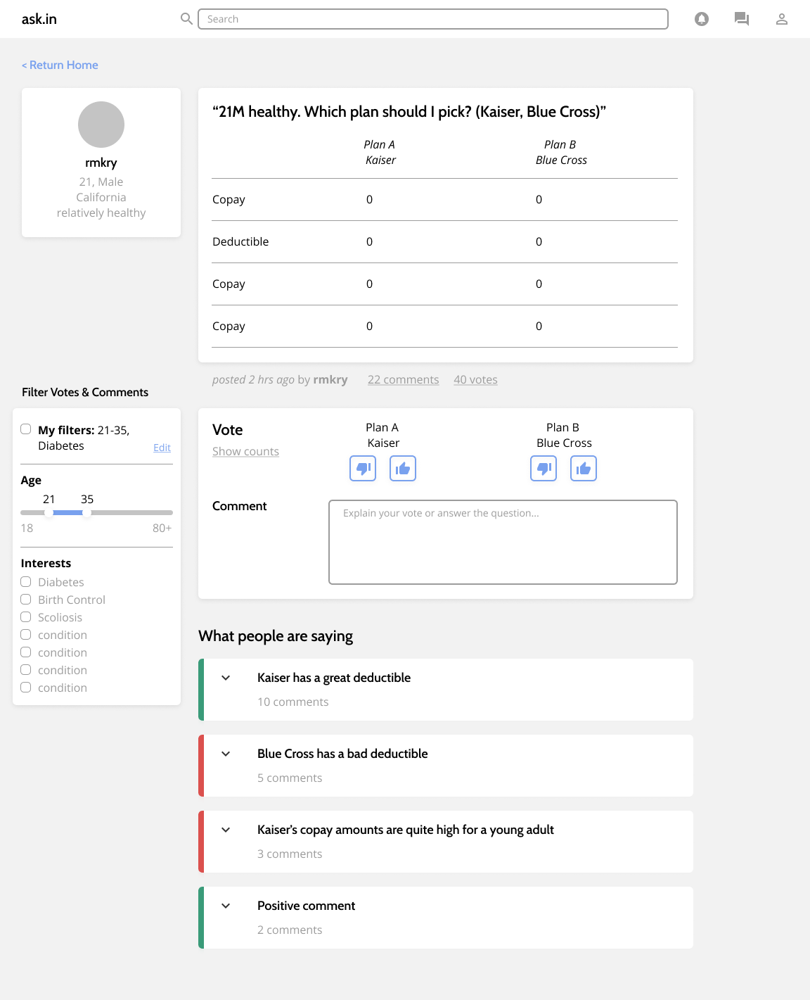 ask.in
Search
< Return Home
rmkry
21, Male
California
relatively healthy
“21M healthy. Which plan should I pick? (Kaiser, Blue Cross)”
Plan A Plan B
Kaiser Blue Cross
Copay 0 0
Deductible 0 0
Copay 0 0
Copay 0 0
posted 2 hrs ago by rmkry 22 comments 40 votes
Filter Votes & Comments
My filters: 21-35,
Diabetes
Edit
Age
21 35
18 80+
Interests
Diabetes
Birth Control
Scoliosis
condition
condition
condition
condition
Vote
Show counts
Plan A Plan B
Kaiser Blue Cross
Comment
Explain your vote or answer the question...
What people are saying
Kaiser has a great deductible
10 comments
Blue Cross has a bad deductible
5 comments
Kaiser’s copay amounts are quite high for a young adult
3 comments
Positive comment
2 comments